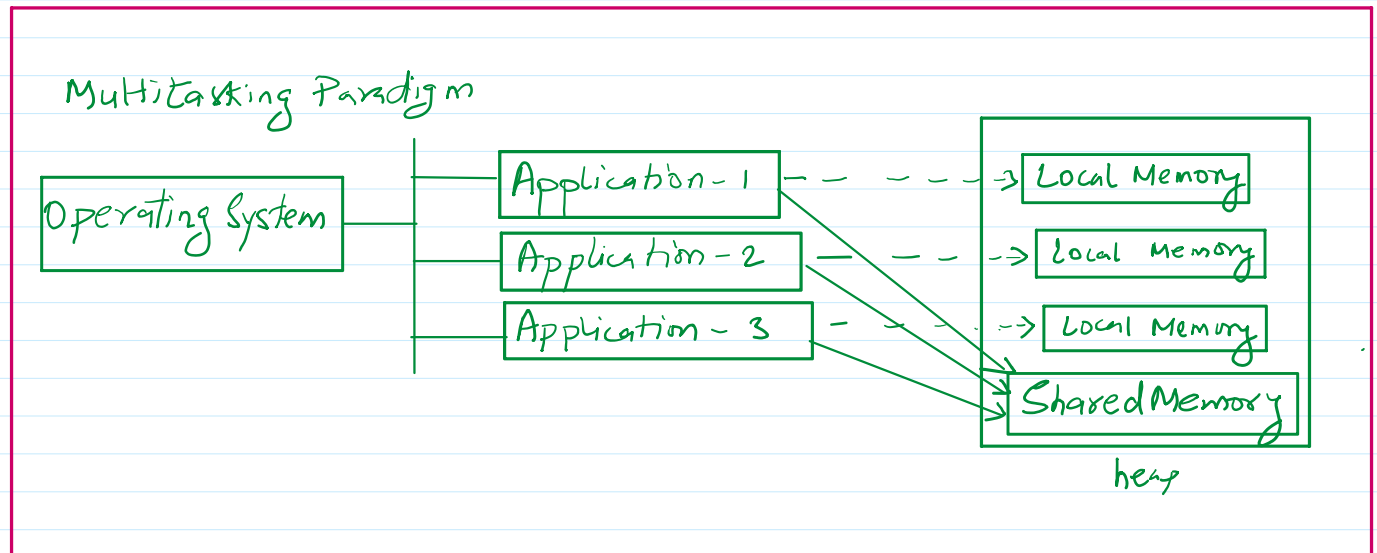 Multitasking Paradigm
Operating System
Application - 1
Local Memory
Application - 2
Local Memory
Application - 3
Local Memory
Shared Memory
heap